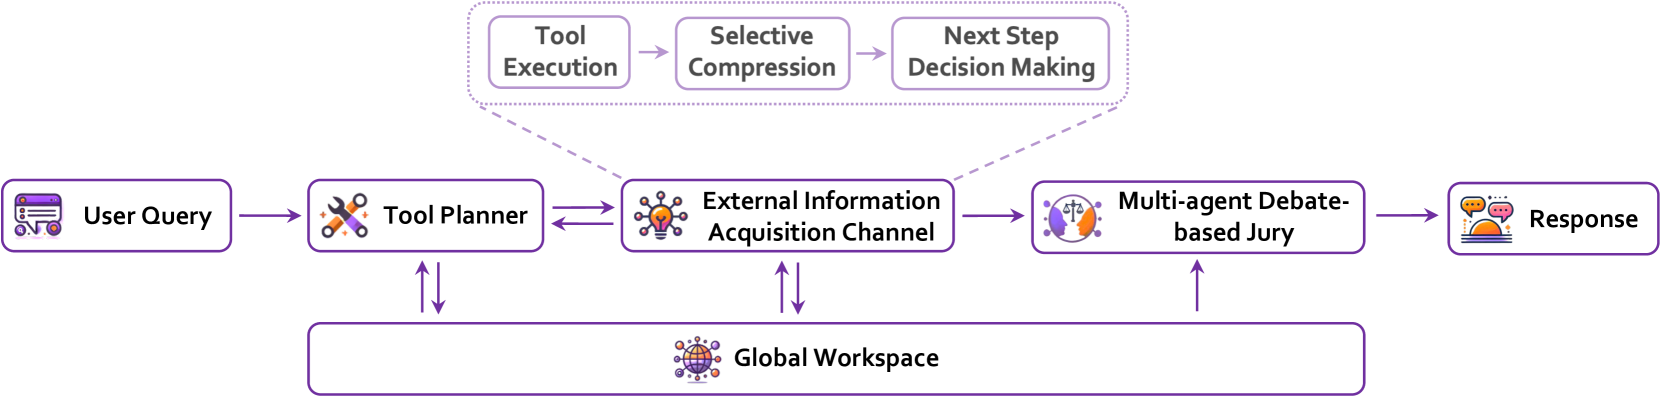 Tool
Execution
Selective
Compression
Next Step
Decision Making
User Query
Tool Planner
External Information
Acquisition Channel
Multi-agent Debate-
based Jury
Response
Global Workspace